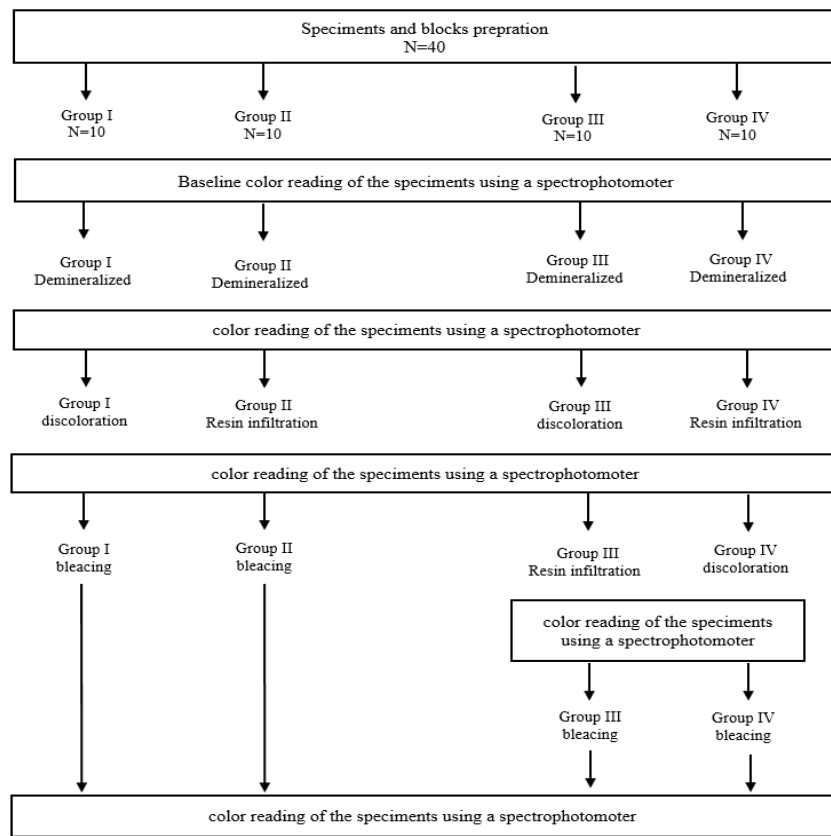 Speciments and blocks prepration
N=40
Group I
N=10
Group II
N=10
Group III
N=10
Group IV
N=10
Baseline color reading of the speciments using a spectrophotomoter
Group I
Demineralized
Group II
Demineralized
Group III
Demineralized
Group IV
Demineralized
color reading of the speciments using a spectrophotomoter
Group I
discoloration
Group II
Resin infiltration
Group III
discoloration
Group IV
Resin infiltration
color reading of the speciments using a spectrophotomoter
Group I
bleacing
Group II
bleacing
Group III
Resin infiltration
Group IV
discoloration
color reading of the speciments
using a spectrophotomoter
Group III
bleacing
Group IV
bleacing
color reading of the speciments using a spectrophotomoter